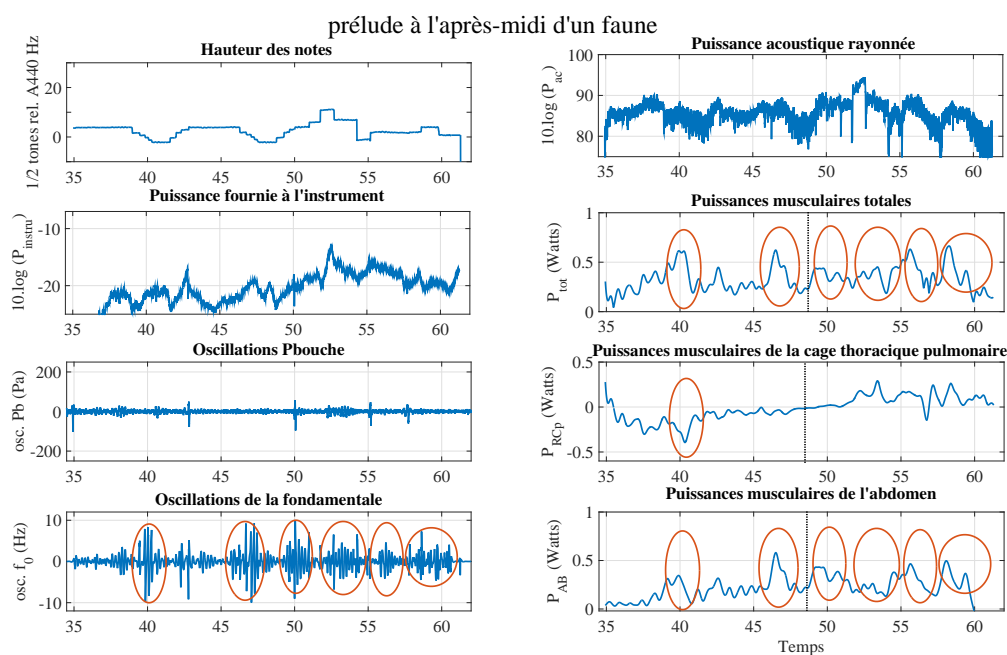 prélude à l'après-midi d'un faune
Hauteur des notes
1/2 tones rel. A440 Hz
20
0
35 40 45 50 55 60
Puissance fournie à l'instrument
10.log (P_instru)
-10
-20
35 40 45 50 55 60
Oscillations Pbouche
osc. Pb (Pa)
200
0
-200
35 40 45 50 55 60
Oscillations de la fondamentale
osc. f_0 (Hz)
10
0
-10
35 40 45 50 55 60
Puissance acoustique rayonnée
10.log (P_ac)
100
90
80
35 40 45 50 55 60
Puissances musculaires totales
P_tot (Watts)
1
0.5
0
35 40 45 50 55 60
Puissances musculaires de la cage thoracique pulmonaire
P_RCp (Watts)
0.5
0
-0.5
35 40 45 50 55 60
Puissances musculaires de l'abdomen
P_AB (Watts)
1
0.5
0
35 40 45 50 55 60
Temps